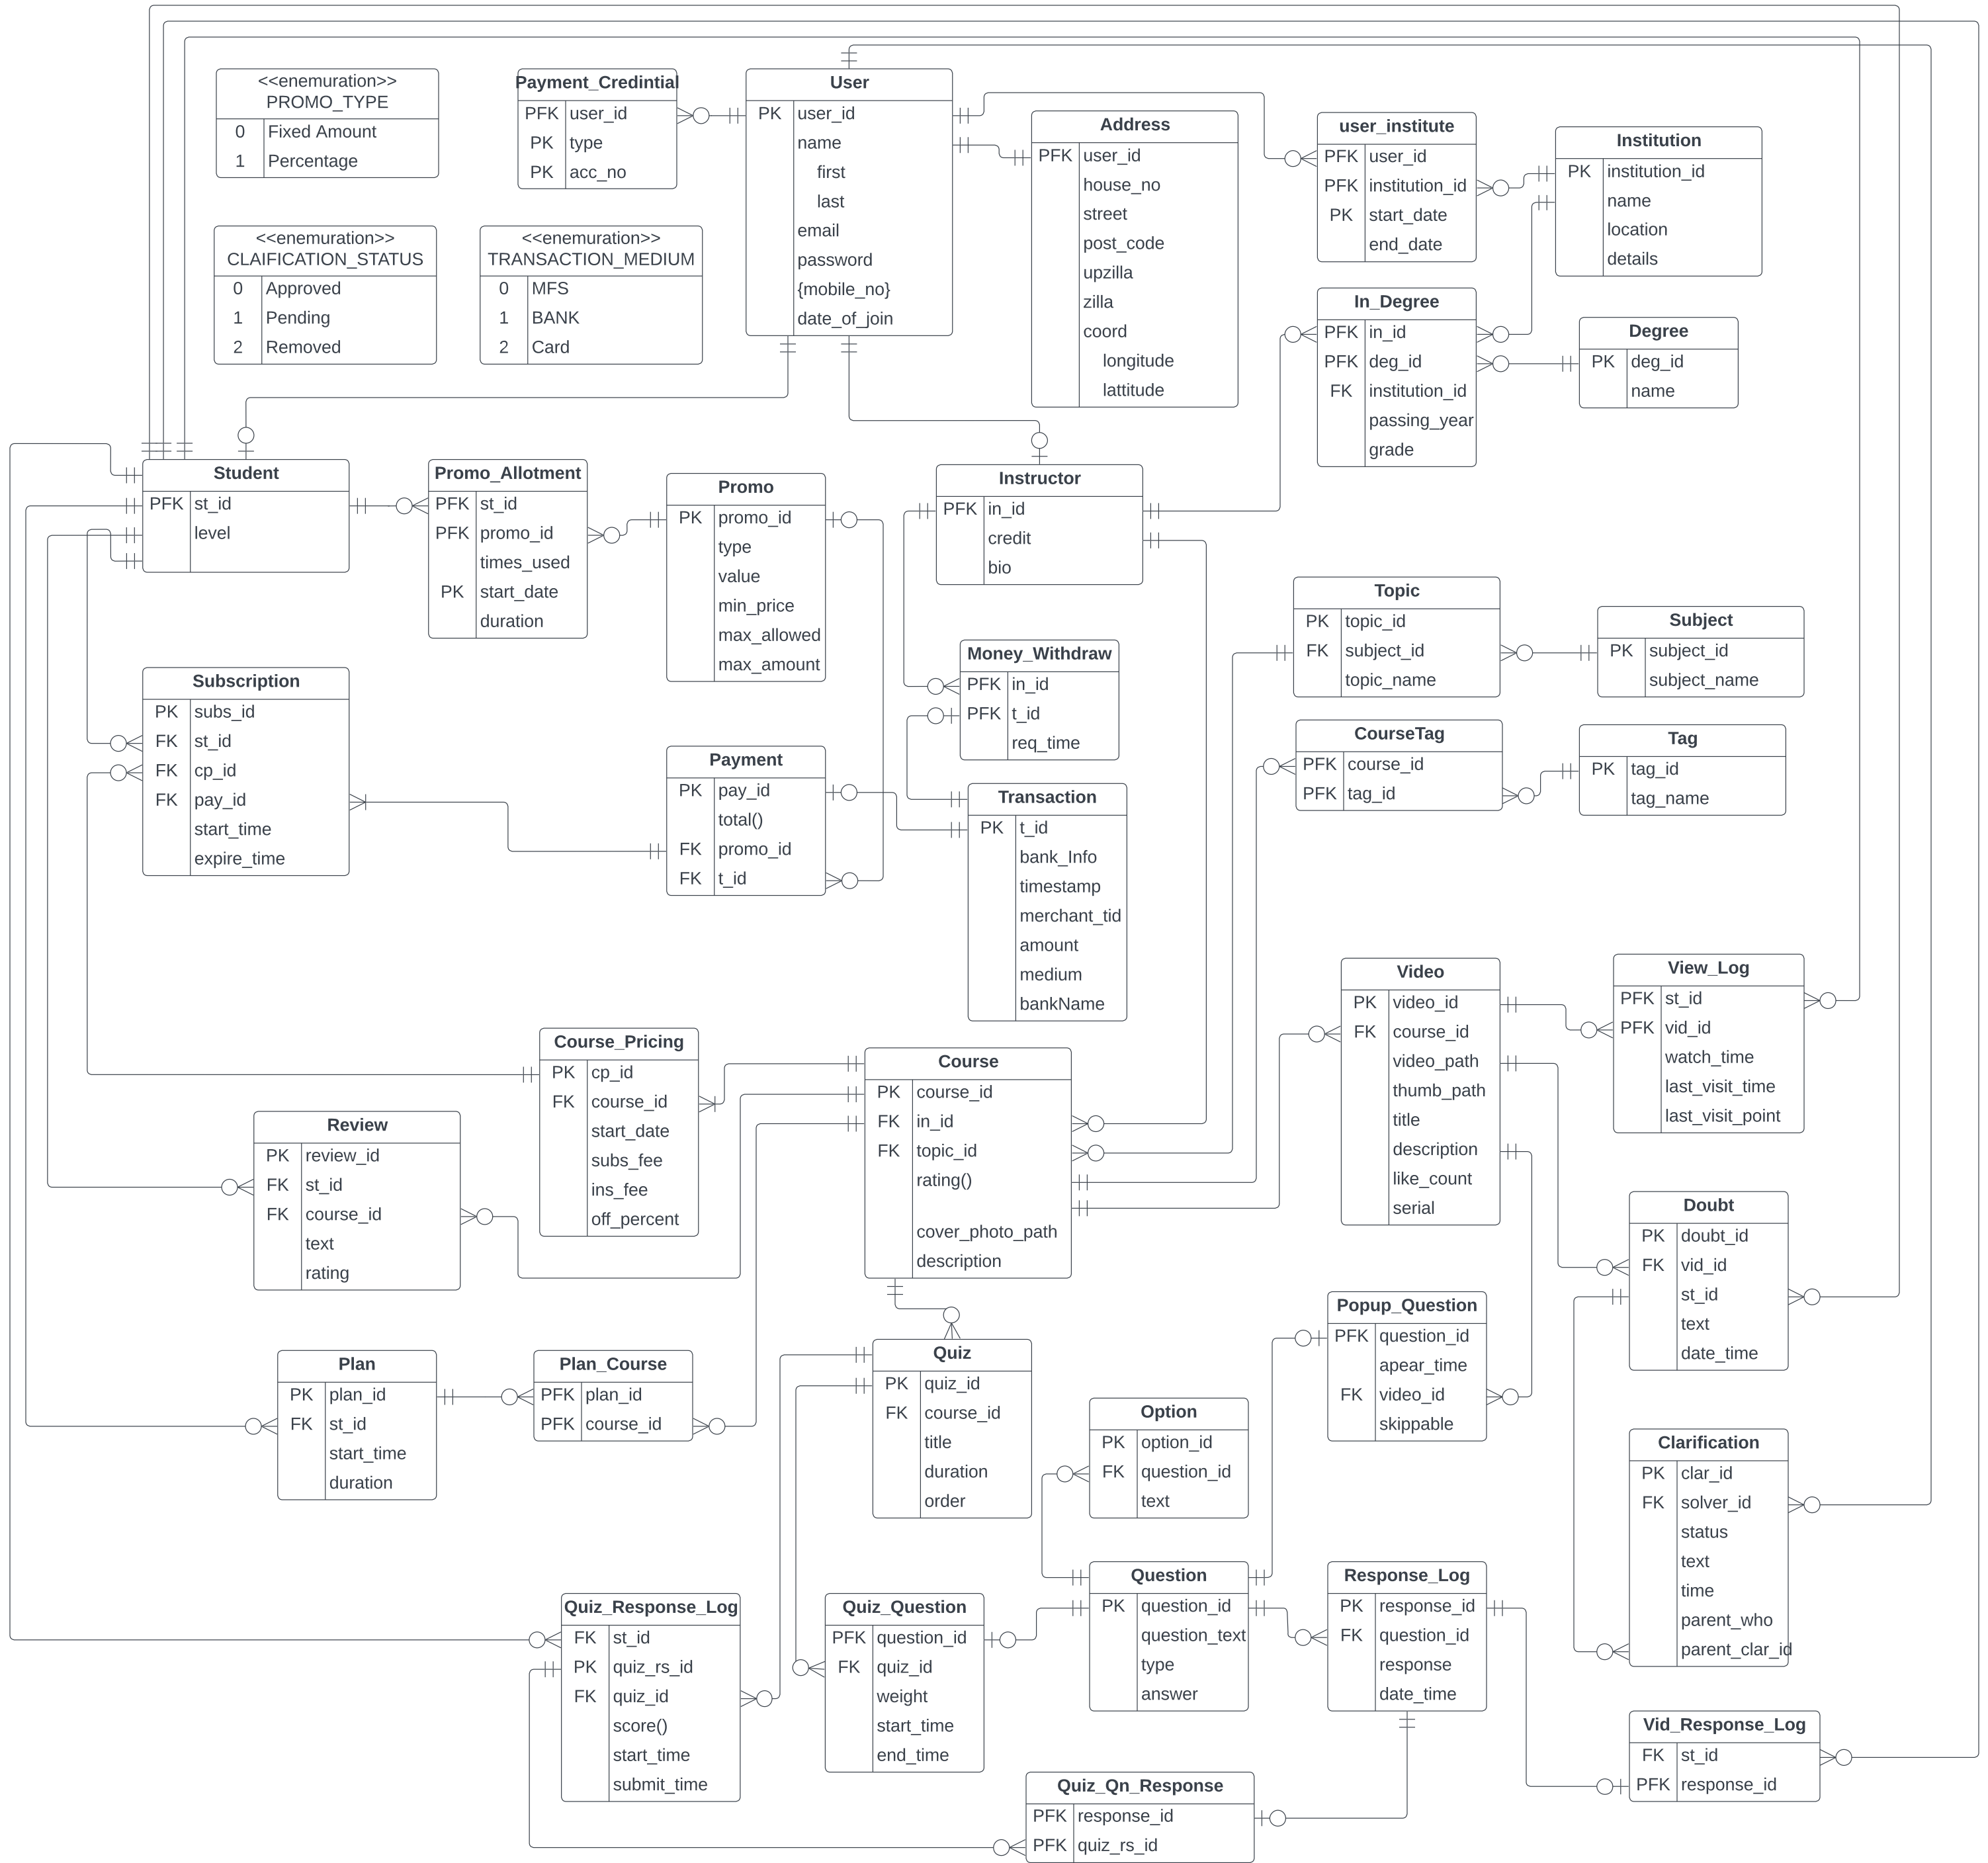 <<enemuration>>
PROMO_TYPE
0 Fixed Amount
1 Percentage
Payment_Credintial
PFK user_id
PK type
PK acc_no
User
PK user_id
name
first
last
email
password
{mobile_no}
date_of_join
Address
PFK user_id
house_no
street
post_code
upzilla
zilla
coord
longitude
lattitude
user_institute
PFK user_id
PFK institution_id
PK start_date
end_date
Institution
PK institution_id
name
location
details
<<enemuration>>
CLAIFICATION_STATUS
0 Approved
1 Pending
2 Removed
<<enemuration>>
TRANSACTION_MEDIUM
0 MFS
1 BANK
2 Card
In_Degree
PFK in_id
PFK deg_id
FK institution_id
passing_year
grade
Degree
PK deg_id
name
Student
PFK st_id
level
Promo_Allotment
PFK st_id
PFK promo_id
times_used
PK start_date
duration
Promo
PK promo_id
type
value
min_price
max_allowed
max_amount
Instructor
PFK in_id
credit
bio
Topic
PK topic_id
FK subject_id
topic_name
Subject
PK subject_id
subject_name
Subscription
PK subs_id
FK st_id
FK cp_id
FK pay_id
start_time
expire_time
Money_Withdraw
PFK in_id
PFK t_id
req_time
CourseTag
PFK course_id
PFK tag_id
Tag
PK tag_id
tag_name
Payment
PK pay_id
total()
FK promo_id
FK t_id
Transaction
PK t_id
bank_Info
timestamp
merchant_tid
amount
medium
bankName
Video
PK video_id
FK course_id
video_path
thumb_path
title
description
like_count
serial
View_Log
PFK st_id
PFK vid_id
watch_time
last_visit_time
last_visit_point
Course_Pricing
PK cp_id
FK course_id
start_date
subs_fee
ins_fee
off_percent
Course
PK course_id
FK in_id
FK topic_id
rating()
cover_photo_path
description
Review
PK review_id
FK st_id
FK course_id
text
rating
Doubt
PK doubt_id
FK vid_id
st_id
text
date_time
Popup_Question
PFK question_id
apear_time
FK video_id
skippable
Plan
PK plan_id
FK st_id
start_time
duration
Plan_Course
PFK plan_id
PFK course_id
Quiz
PK quiz_id
FK course_id
title
duration
order
Option
PK option_id
FK question_id
text
Clarification
PK clar_id
FK solver_id
status
text
time
parent_who
parent_clar_id
Quiz_Response_Log
FK st_id
PK quiz_rs_id
FK quiz_id
score()
start_time
submit_time
Quiz_Question
PFK question_id
FK quiz_id
weight
start_time
end_time
Question
PK question_id
question_text
type
answer
Response_Log
PK response_id
FK question_id
response
date_time
Vid_Response_Log
FK st_id
PFK response_id
Quiz_Qn_Response
PFK response_id
PFK quiz_rs_id